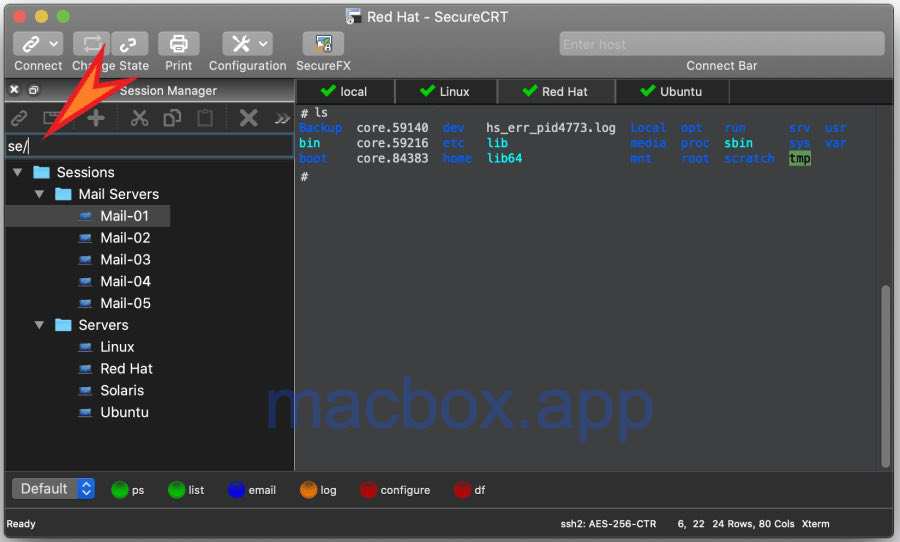 Red Hat - SecureCRT
Enter host
Connect Change State Print Configuration SecureFX Connect Bar
Session Manager
local Linux Red Hat Ubuntu
se/
Sessions
Mail Servers
Mail-01
Mail-02
Mail-03
Mail-04
Mail-05
Servers
Linux
Red Hat
Solaris
Ubuntu
# ls
Backup core.59140 dev hs_err_pid4773.log Local opt run srv usr
bin core.59216 etc lib media proc sbin sys var
boot core.84383 home lib64 mnt root scratch tmp
#
macbox.app
Default ps list email log configure df
Ready ssh2: AES-256-CTR 6, 22 24 Rows, 80 Cols Xterm